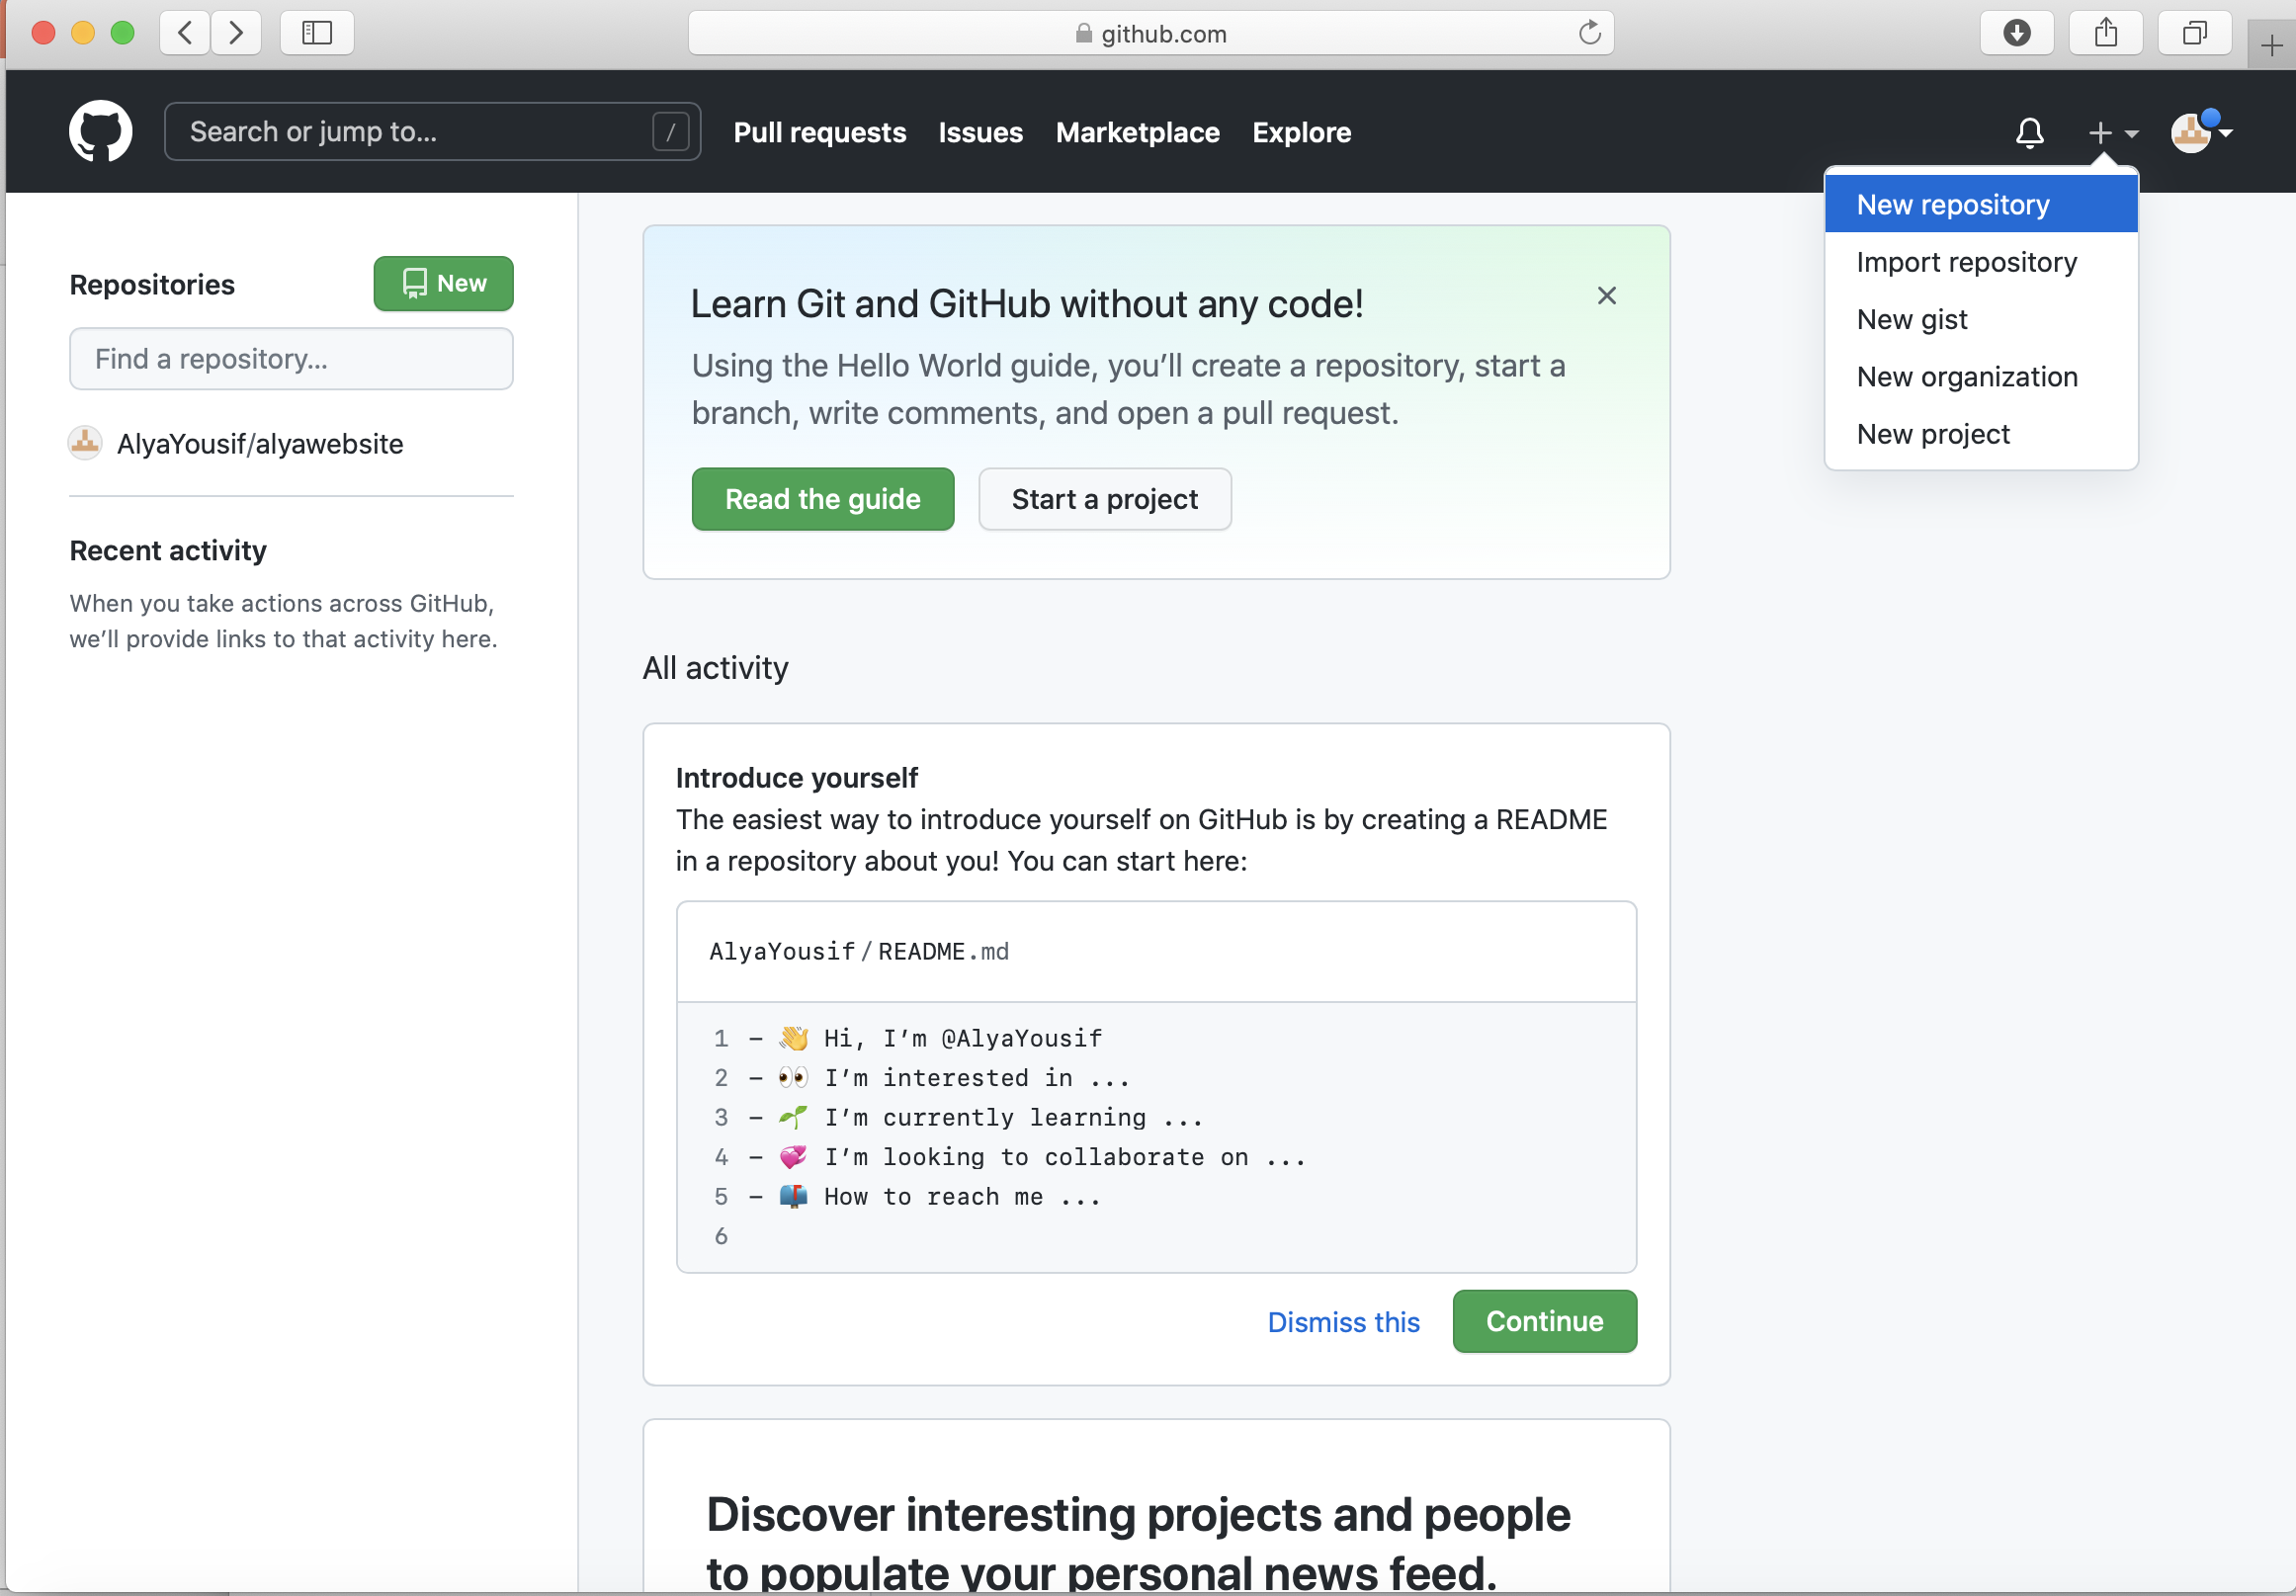 github.com
Search or jump to... /
Pull requests Issues Marketplace Explore
New repository
Import repository
New gist
New organization
New project
Repositories
New
Find a repository...
AlyaYousif/alyawebsite
Recent activity
When you take actions across GitHub,
we’ll provide links to that activity here.
Learn Git and GitHub without any code!
Using the Hello World guide, you’ll create a repository, start a
branch, write comments, and open a pull request.
Read the guide
Start a project
All activity
Introduce yourself
The easiest way to introduce yourself on GitHub is by creating a README
in a repository about you! You can start here:
AlyaYousif/README.md
1 - 👋 Hi, I’m @AlyaYousif
2 - 👀 I’m interested in ...
3 - 🌱 I’m currently learning ...
4 - 💞️ I’m looking to collaborate on ...
5 - 📫 How to reach me ...
6
Dismiss this
Continue
Discover interesting projects and people
to populate your personal news feed.